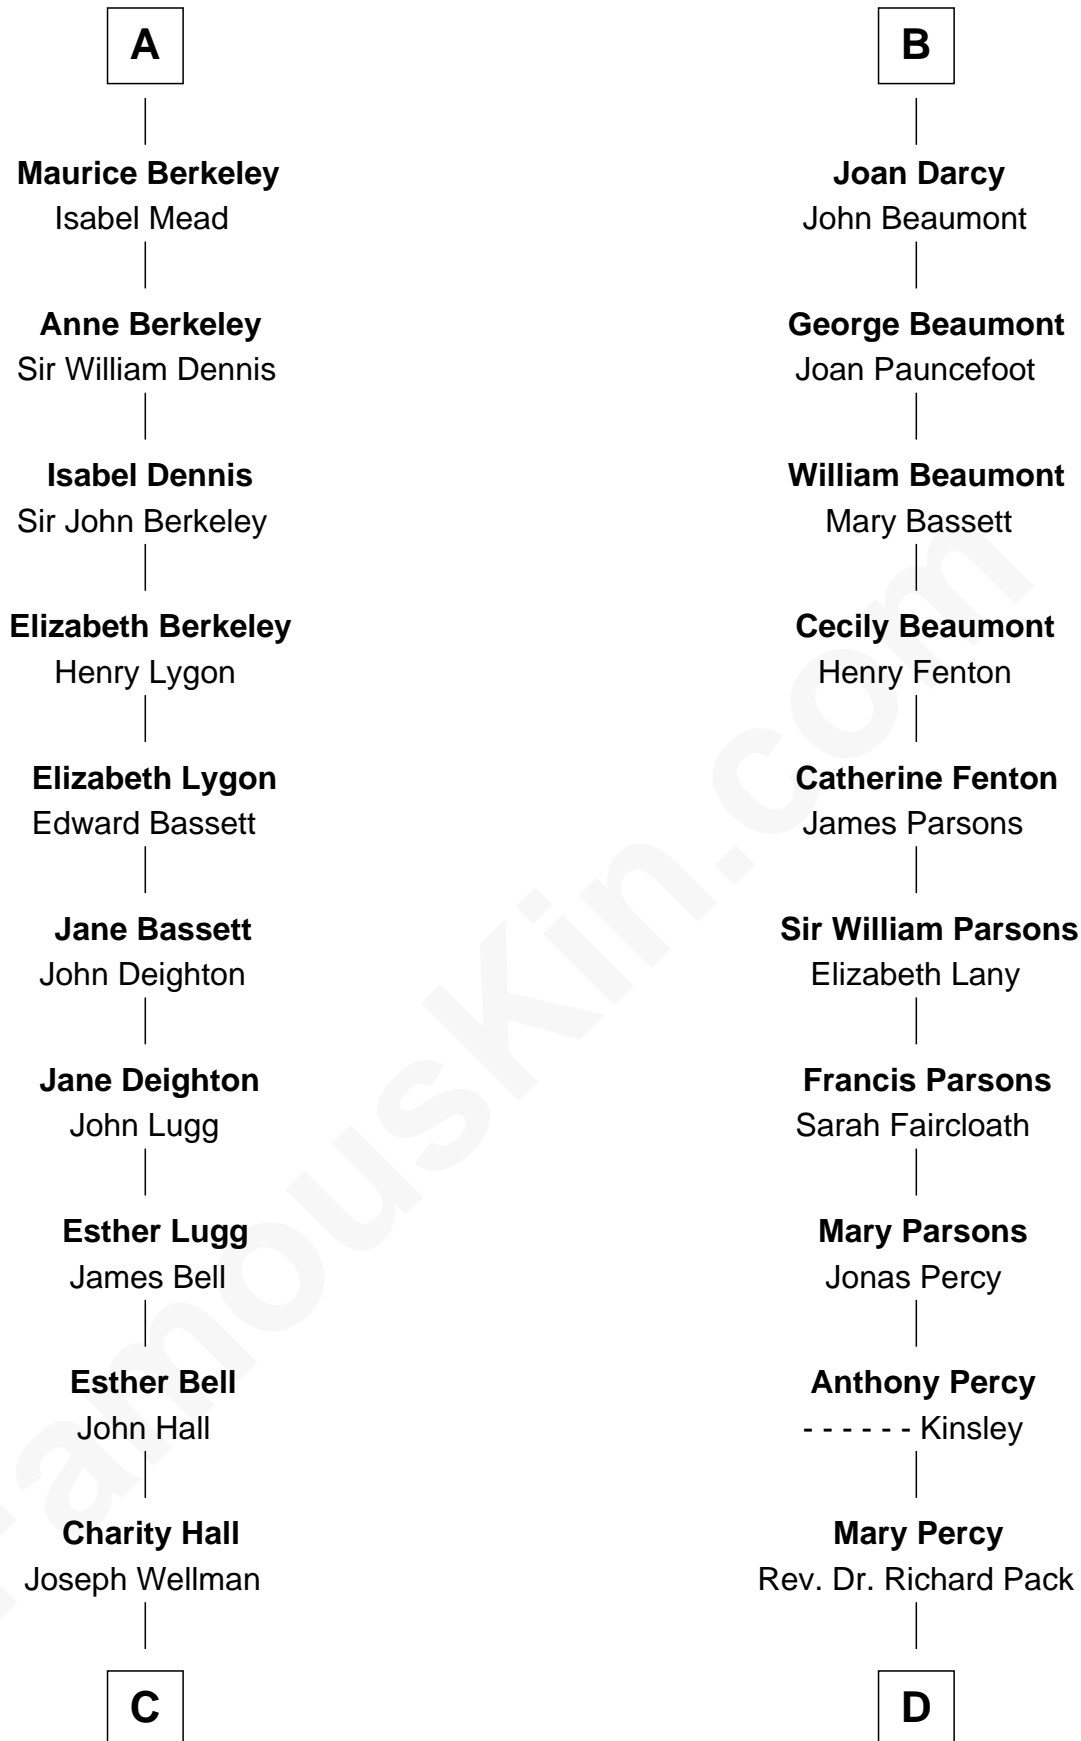 A
Maurice Berkeley
Isabel Mead
Anne Berkeley
Sir William Dennis
Isabel Dennis
Sir John Berkeley
Elizabeth Berkeley
Henry Lygon
Elizabeth Lygon
Edward Bassett
Jane Bassett
John Deighton
Jane Deighton
John Lugg
Esther Lugg
James Bell
Esther Bell
John Hall
Charity Hall
Joseph Wellman
C
B
Joan Darcy
John Beaumont
George Beaumont
Joan Pauncefoot
William Beaumont
Mary Bassett
Cecily Beaumont
Henry Fenton
Catherine Fenton
James Parsons
Sir William Parsons
Elizabeth Lany
Francis Parsons
Sarah Faircloath
Mary Parsons
Jonas Percy
Anthony Percy
- - - - - - Kinsley
Mary Percy
Rev. Dr. Richard Pack
D
FamousKin.com